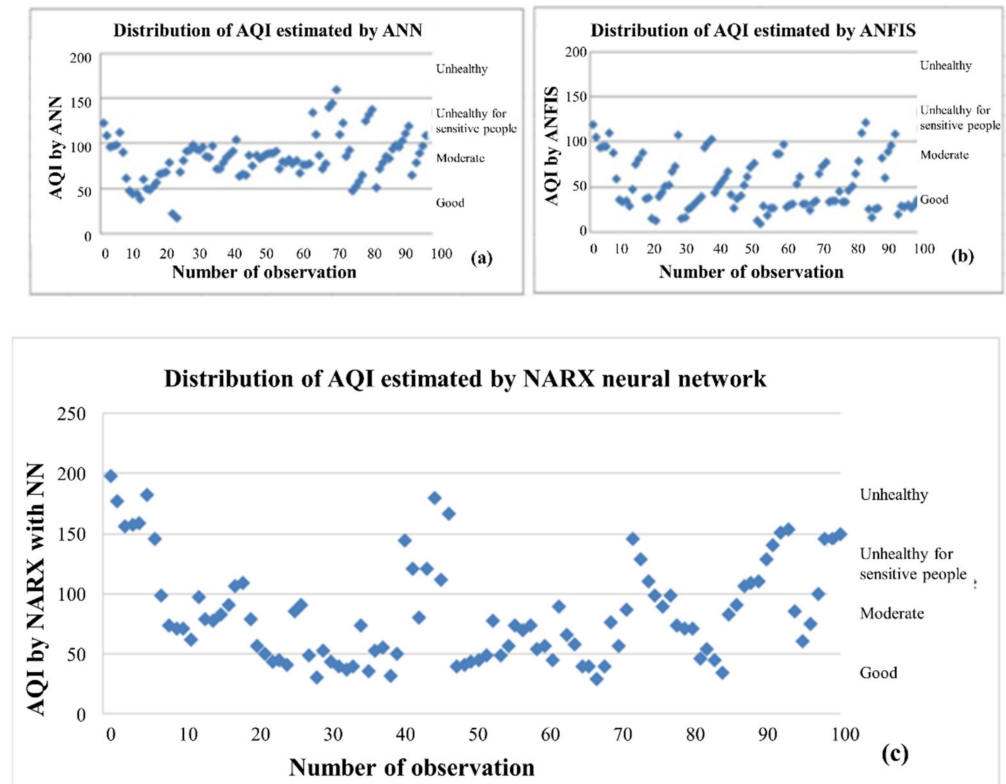 Distribution of AQI estimated by ANN
AQI by ANN
200
150
100
50
0
Unhealthy
Unhealthy for
sensitive people
Moderate
Good
0 10 20 30 40 50 60 70 80 90 100
Number of observation
(a)
Distribution of AQI estimated by ANFIS
AQI by ANFIS
200
150
100
50
0
Unhealthy
Unhealthy for
sensitive people
Moderate
Good
0 10 20 30 40 50 60 70 80 90 100
Number of observation
(b)
Distribution of AQI estimated by NARX neural network
AQI by NARX with NN
250
200
150
100
50
0
Unhealthy
Unhealthy for
sensitive people
Moderate
Good
0 10 20 30 40 50 60 70 80 90 100
Number of observation
(c)